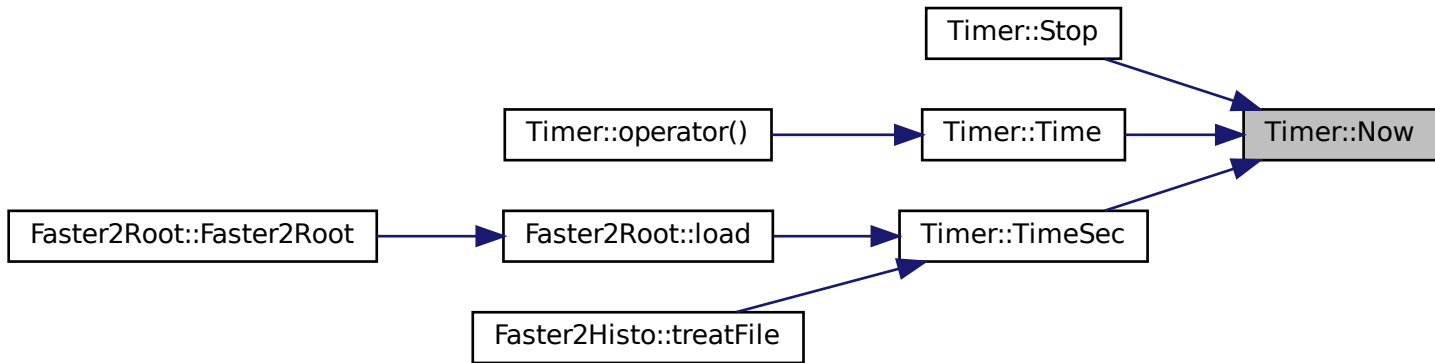 Timer::Stop
Timer::operator()
Timer::Time
Timer::Now
Faster2Root::Faster2Root
Faster2Root::load
Timer::TimeSec
Faster2Histo::treatFile